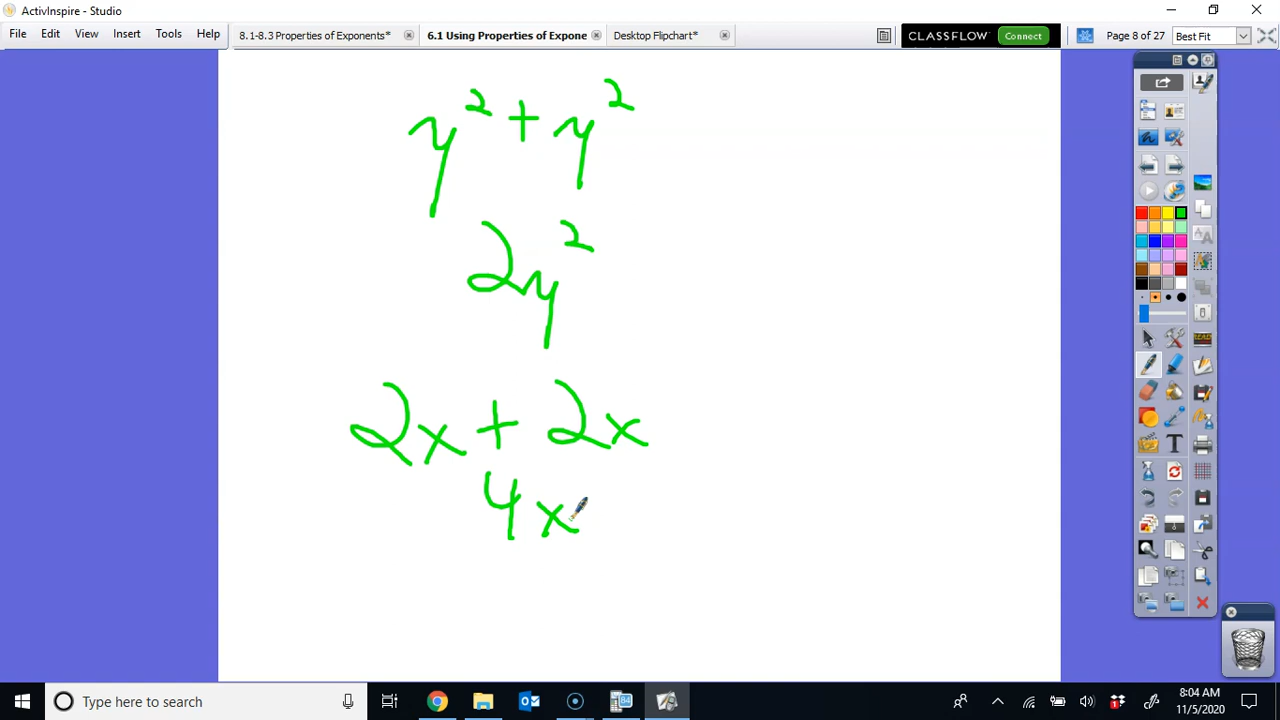 ActivInspire - Studio
File Edit View Insert Tools Help
8.1-8.3 Properties of Exponents*
6.1 Using Properties of Expone
Desktop Flipchart*
CLASSFLOW Connect
Page 8 of 27
Best Fit
y² + y²
2y²
2x + 2x
4x
Type here to search
8:04 AM
11/5/2020